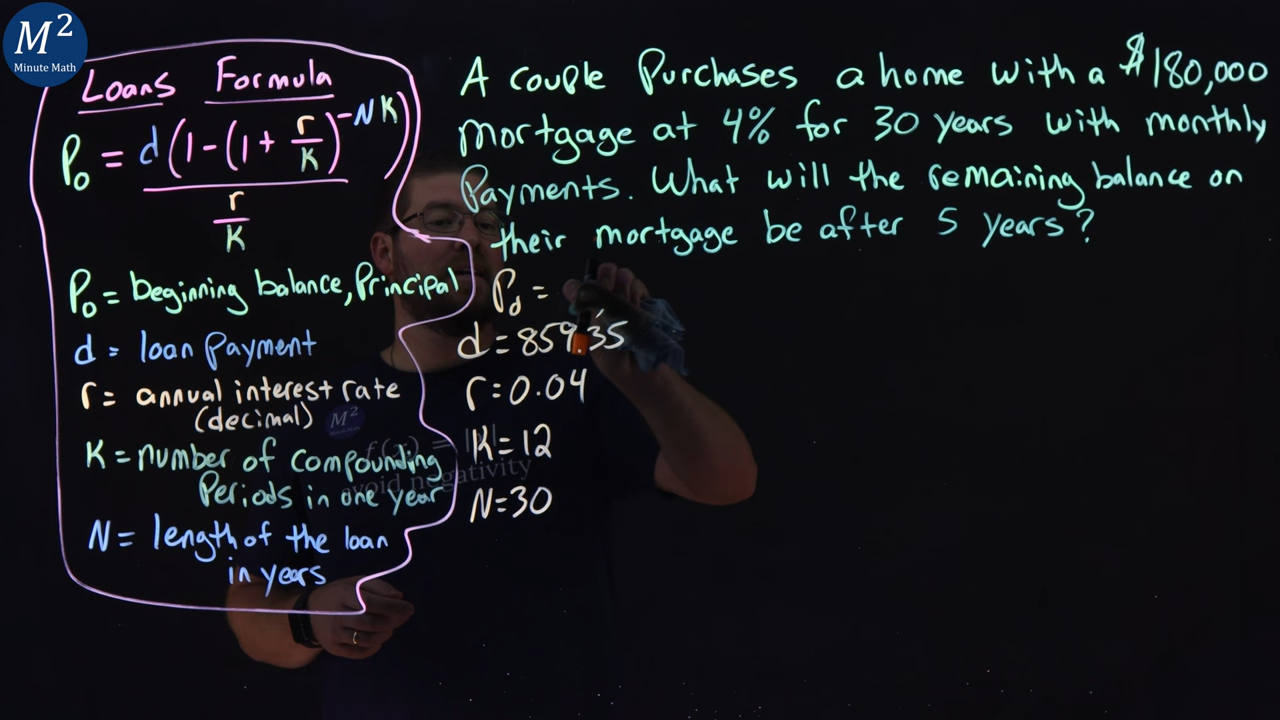 M²
Minute Math
Loans Formula
P₀ = d(1-(1+ r/K)^-NK)
r/K
P₀ = beginning balance, Principal
d = loan Payment
r = annual interest rate
(decimal)
K = number of Compounding
Periods in one year
N = length of the loan
in years
A couple Purchases a home with a $180,000
mortgage at 4% for 30 years with monthly
Payments. What will the remaining balance on
their mortgage be after 5 years?
P₀ =
d = 859.35
r = 0.04
K = 12
N = 30
M²
avoid negativity